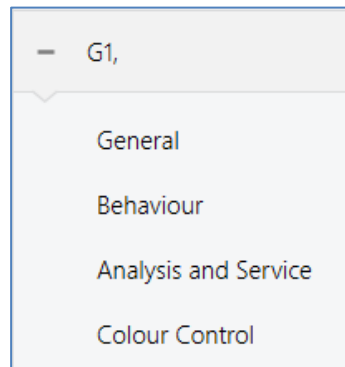 G1,
General
Behaviour
Analysis and Service
Colour Control